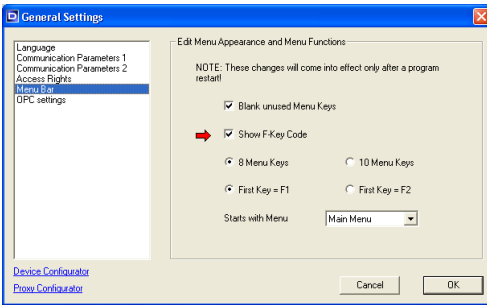 General Settings
Language
Communication Parameters 1
Communication Parameters 2
Access Rights
Menu Bar
OPC settings
Edit Menu Appearance and Menu Functions
NOTE: These changes will come into effect only after a program
restart!
Blank unused Menu Keys
Show F-Key Code
8 Menu Keys 10 Menu Keys
First Key = F1 First Key = F2
Starts with Menu Main Menu
Device Configurator
Proxy Configurator
Cancel OK